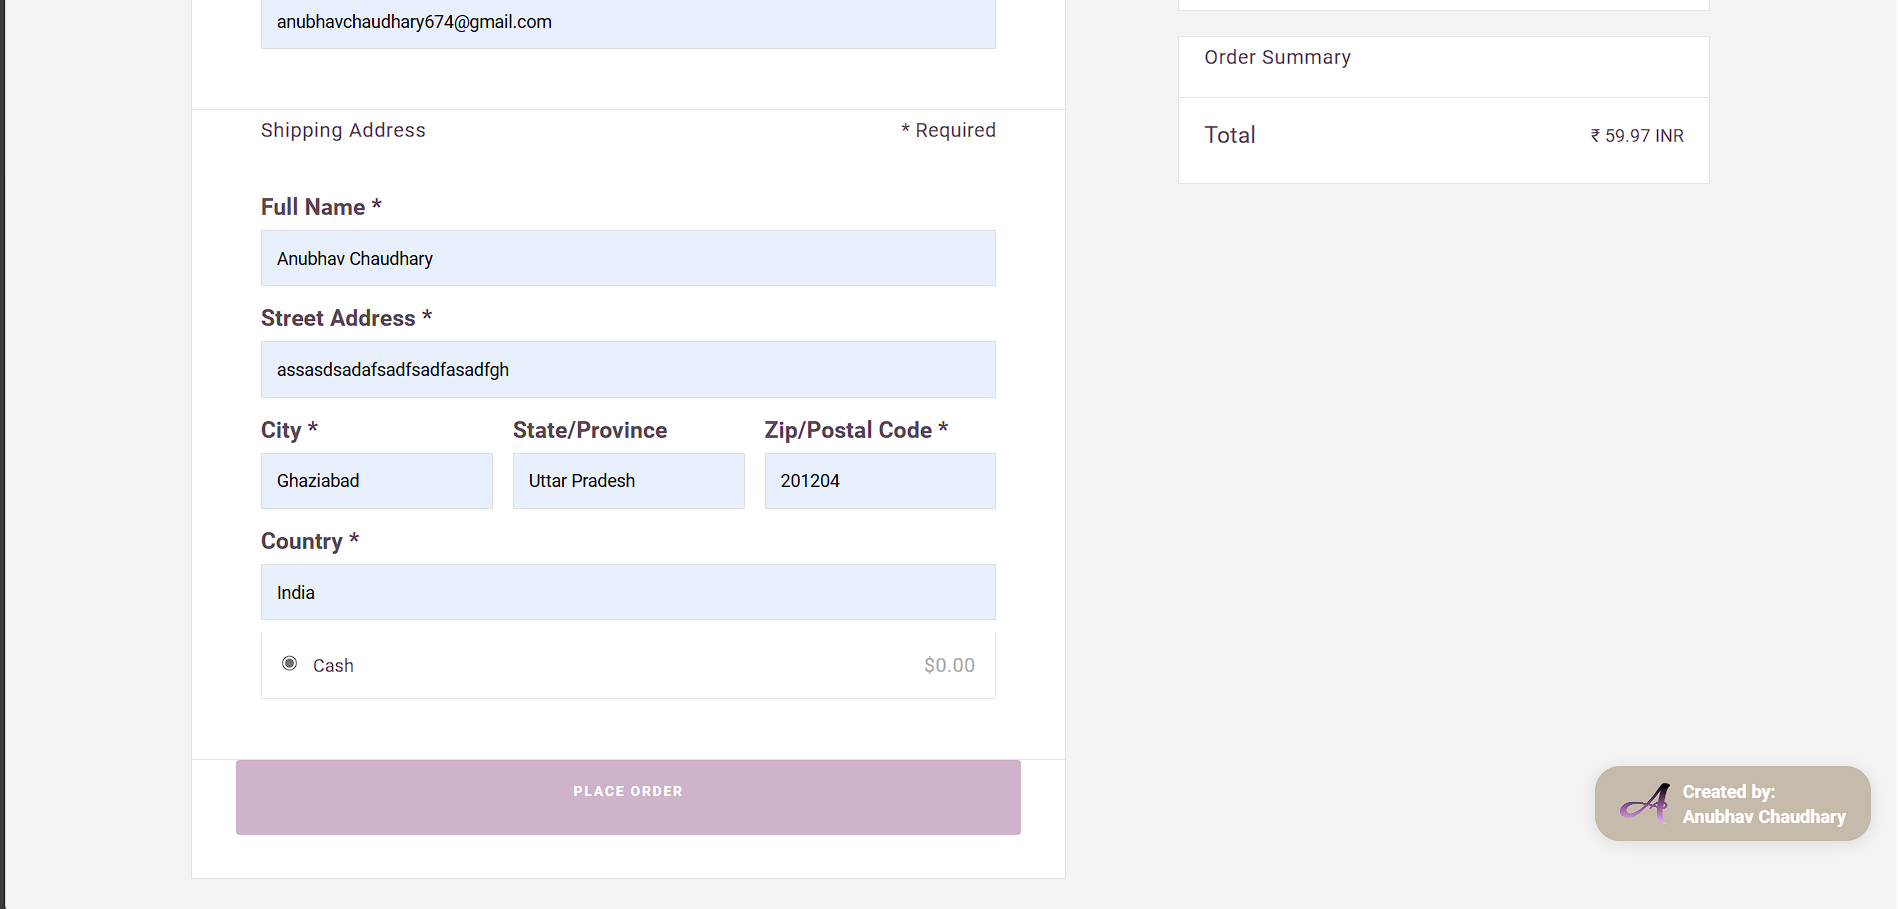 anubhavchaudhary674@gmail.com
Shipping Address
* Required
Full Name *
Anubhav Chaudhary
Street Address *
assasdsadafsadfsadfasadfgh
City *
State/Province
Zip/Postal Code *
Ghaziabad
Uttar Pradesh
201204
Country *
India
Cash
$0.00
PLACE ORDER
Order Summary
Total
₹ 59.97 INR
A
Created by:
Anubhav Chaudhary